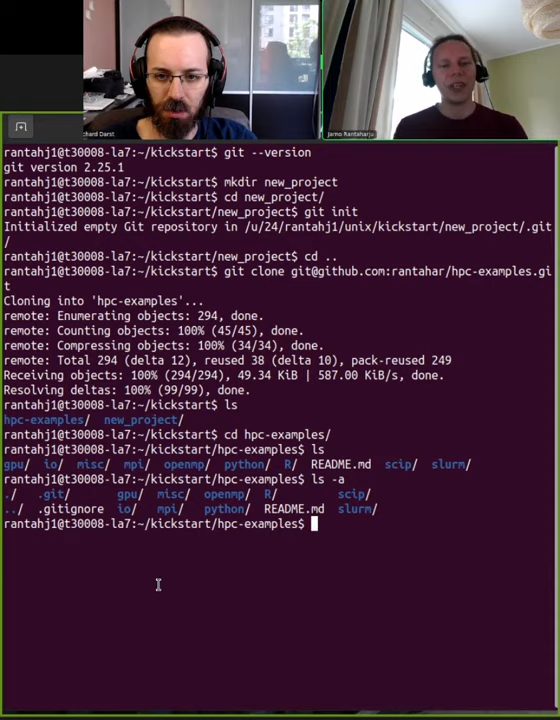 chard Darst
Jarno Rantaharju
rantahj1@t30008-la7:~/kickstart$ git --version
git version 2.25.1
rantahj1@t30008-la7:~/kickstart$ mkdir new_project
rantahj1@t30008-la7:~/kickstart$ cd new_project/
rantahj1@t30008-la7:~/kickstart/new_project$ git init
Initialized empty Git repository in /u/24/rantahj1/unix/kickstart/new_project/.git
/
rantahj1@t30008-la7:~/kickstart/new_project$ cd ..
rantahj1@t30008-la7:~/kickstart$ git clone git@github.com:rantahar/hpc-examples.gi
t
Cloning into 'hpc-examples'...
remote: Enumerating objects: 294, done.
remote: Counting objects: 100% (45/45), done.
remote: Compressing objects: 100% (34/34), done.
remote: Total 294 (delta 12), reused 38 (delta 10), pack-reused 249
Receiving objects: 100% (294/294), 49.34 KiB | 587.00 KiB/s, done.
Resolving deltas: 100% (99/99), done.
rantahj1@t30008-la7:~/kickstart$ ls
hpc-examples/ new_project/
rantahj1@t30008-la7:~/kickstart$ cd hpc-examples/
rantahj1@t30008-la7:~/kickstart/hpc-examples$ ls
gpu/ io/ misc/ mpi/ openmp/ python/ R/ README.md scip/ slurm/
rantahj1@t30008-la7:~/kickstart/hpc-examples$ ls -a
./ .git/ gpu/ misc/ openmp/ R/ scip/
../ .gitignore io/ mpi/ python/ README.md slurm/
rantahj1@t30008-la7:~/kickstart/hpc-examples$